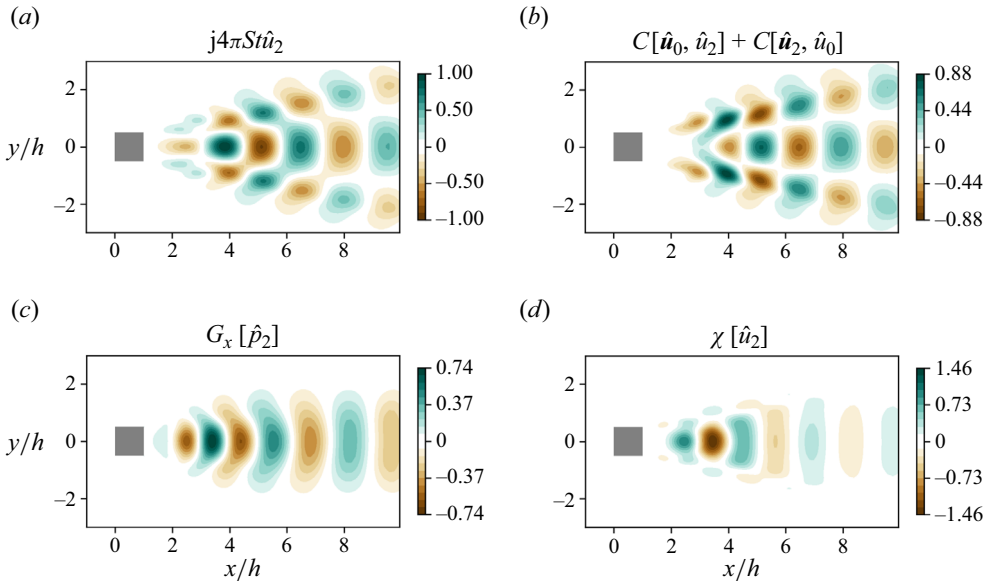 (a)
(b)
j4πStû₂
C[û₀, û₂] + C[û₂, û₀]
2
0
−2
y/h
0 2 4 6 8
1.00
0.50
0
−0.50
−1.00
2
0
−2
0 2 4 6 8
0.88
0.44
0
−0.44
−0.88
(c)
(d)
Gₓ [p̂₂]
χ [û₂]
2
0
−2
y/h
0 2 4 6 8
x/h
0.74
0.37
0
−0.37
−0.74
2
0
−2
y/h
0 2 4 6 8
x/h
1.46
0.73
0
−0.73
−1.46